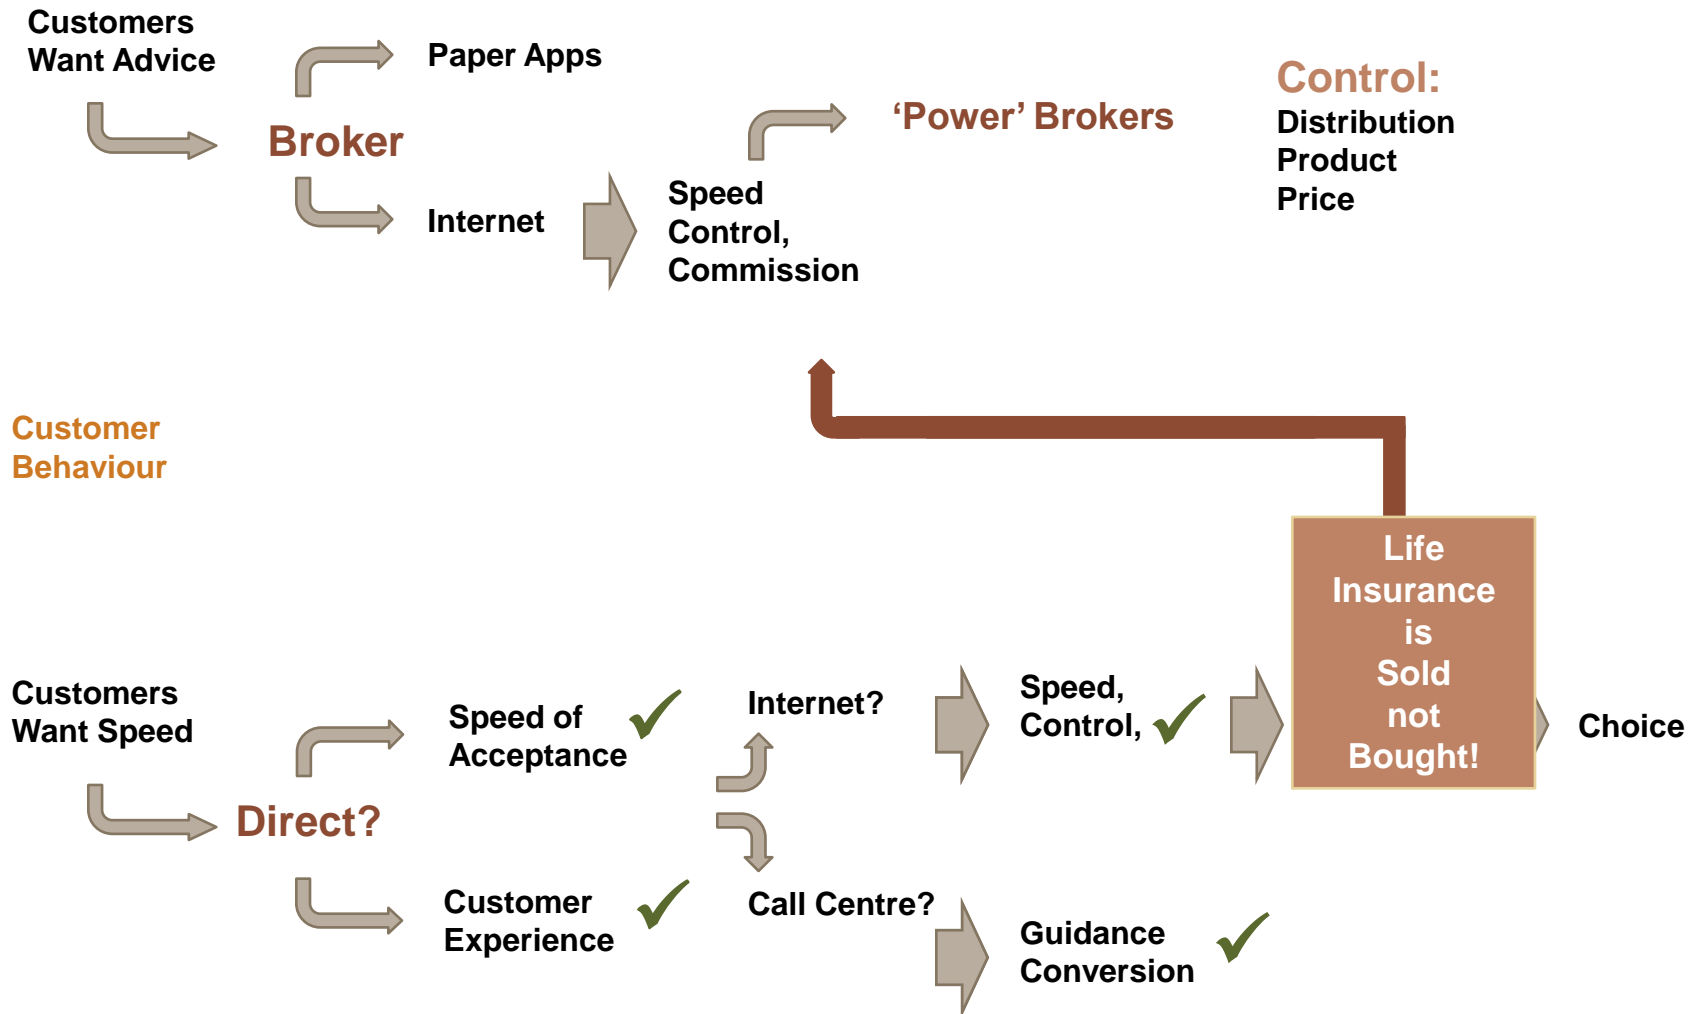 Customers
Want Advice
Paper Apps
Broker
Internet
Speed
Control,
Commission
‘Power’ Brokers
Control:
Distribution
Product
Price
Customer
Behaviour
Customers
Want Speed
Direct?
Speed of
Acceptance
Customer
Experience
Internet?
Call Centre?
Speed,
Control,
Guidance
Conversion
Life
Insurance
is
Sold
not
Bought!
Choice